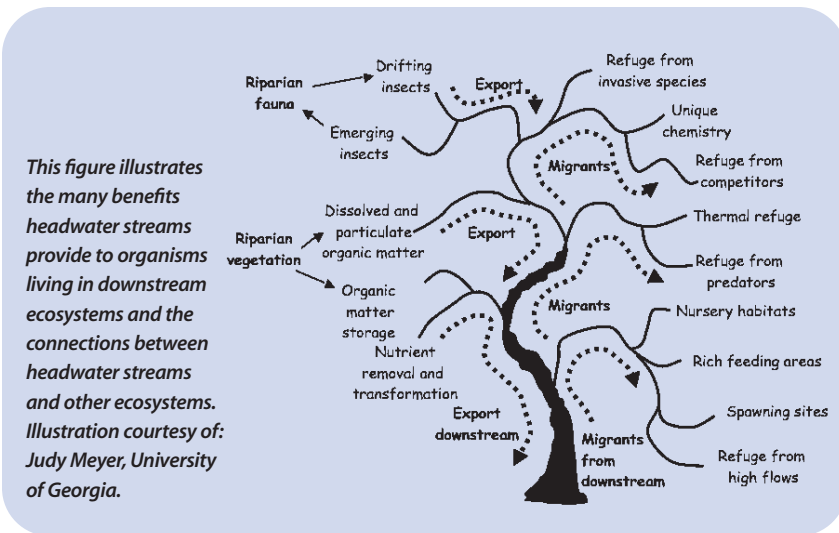 This figure illustrates
the many benefits
headwater streams
provide to organisms
living in downstream
ecosystems and the
connections between
headwater streams
and other ecosystems.
Illustration courtesy of:
Judy Meyer, University
of Georgia.
Riparian
fauna
Drifting
insects
Emerging
insects
Export
Riparian
vegetation
Dissolved and
particulate
organic matter
Organic
matter
storage
Export
Nutrient
removal and
transformation
Export
downstream
Refuge from
invasive species
Unique
chemistry
Refuge from
competitors
Migrants
Thermal refuge
Refuge from
predators
Migrants
Nursery habitats
Rich feeding areas
Spawning sites
Refuge from
high flows
Migrants
from
downstream